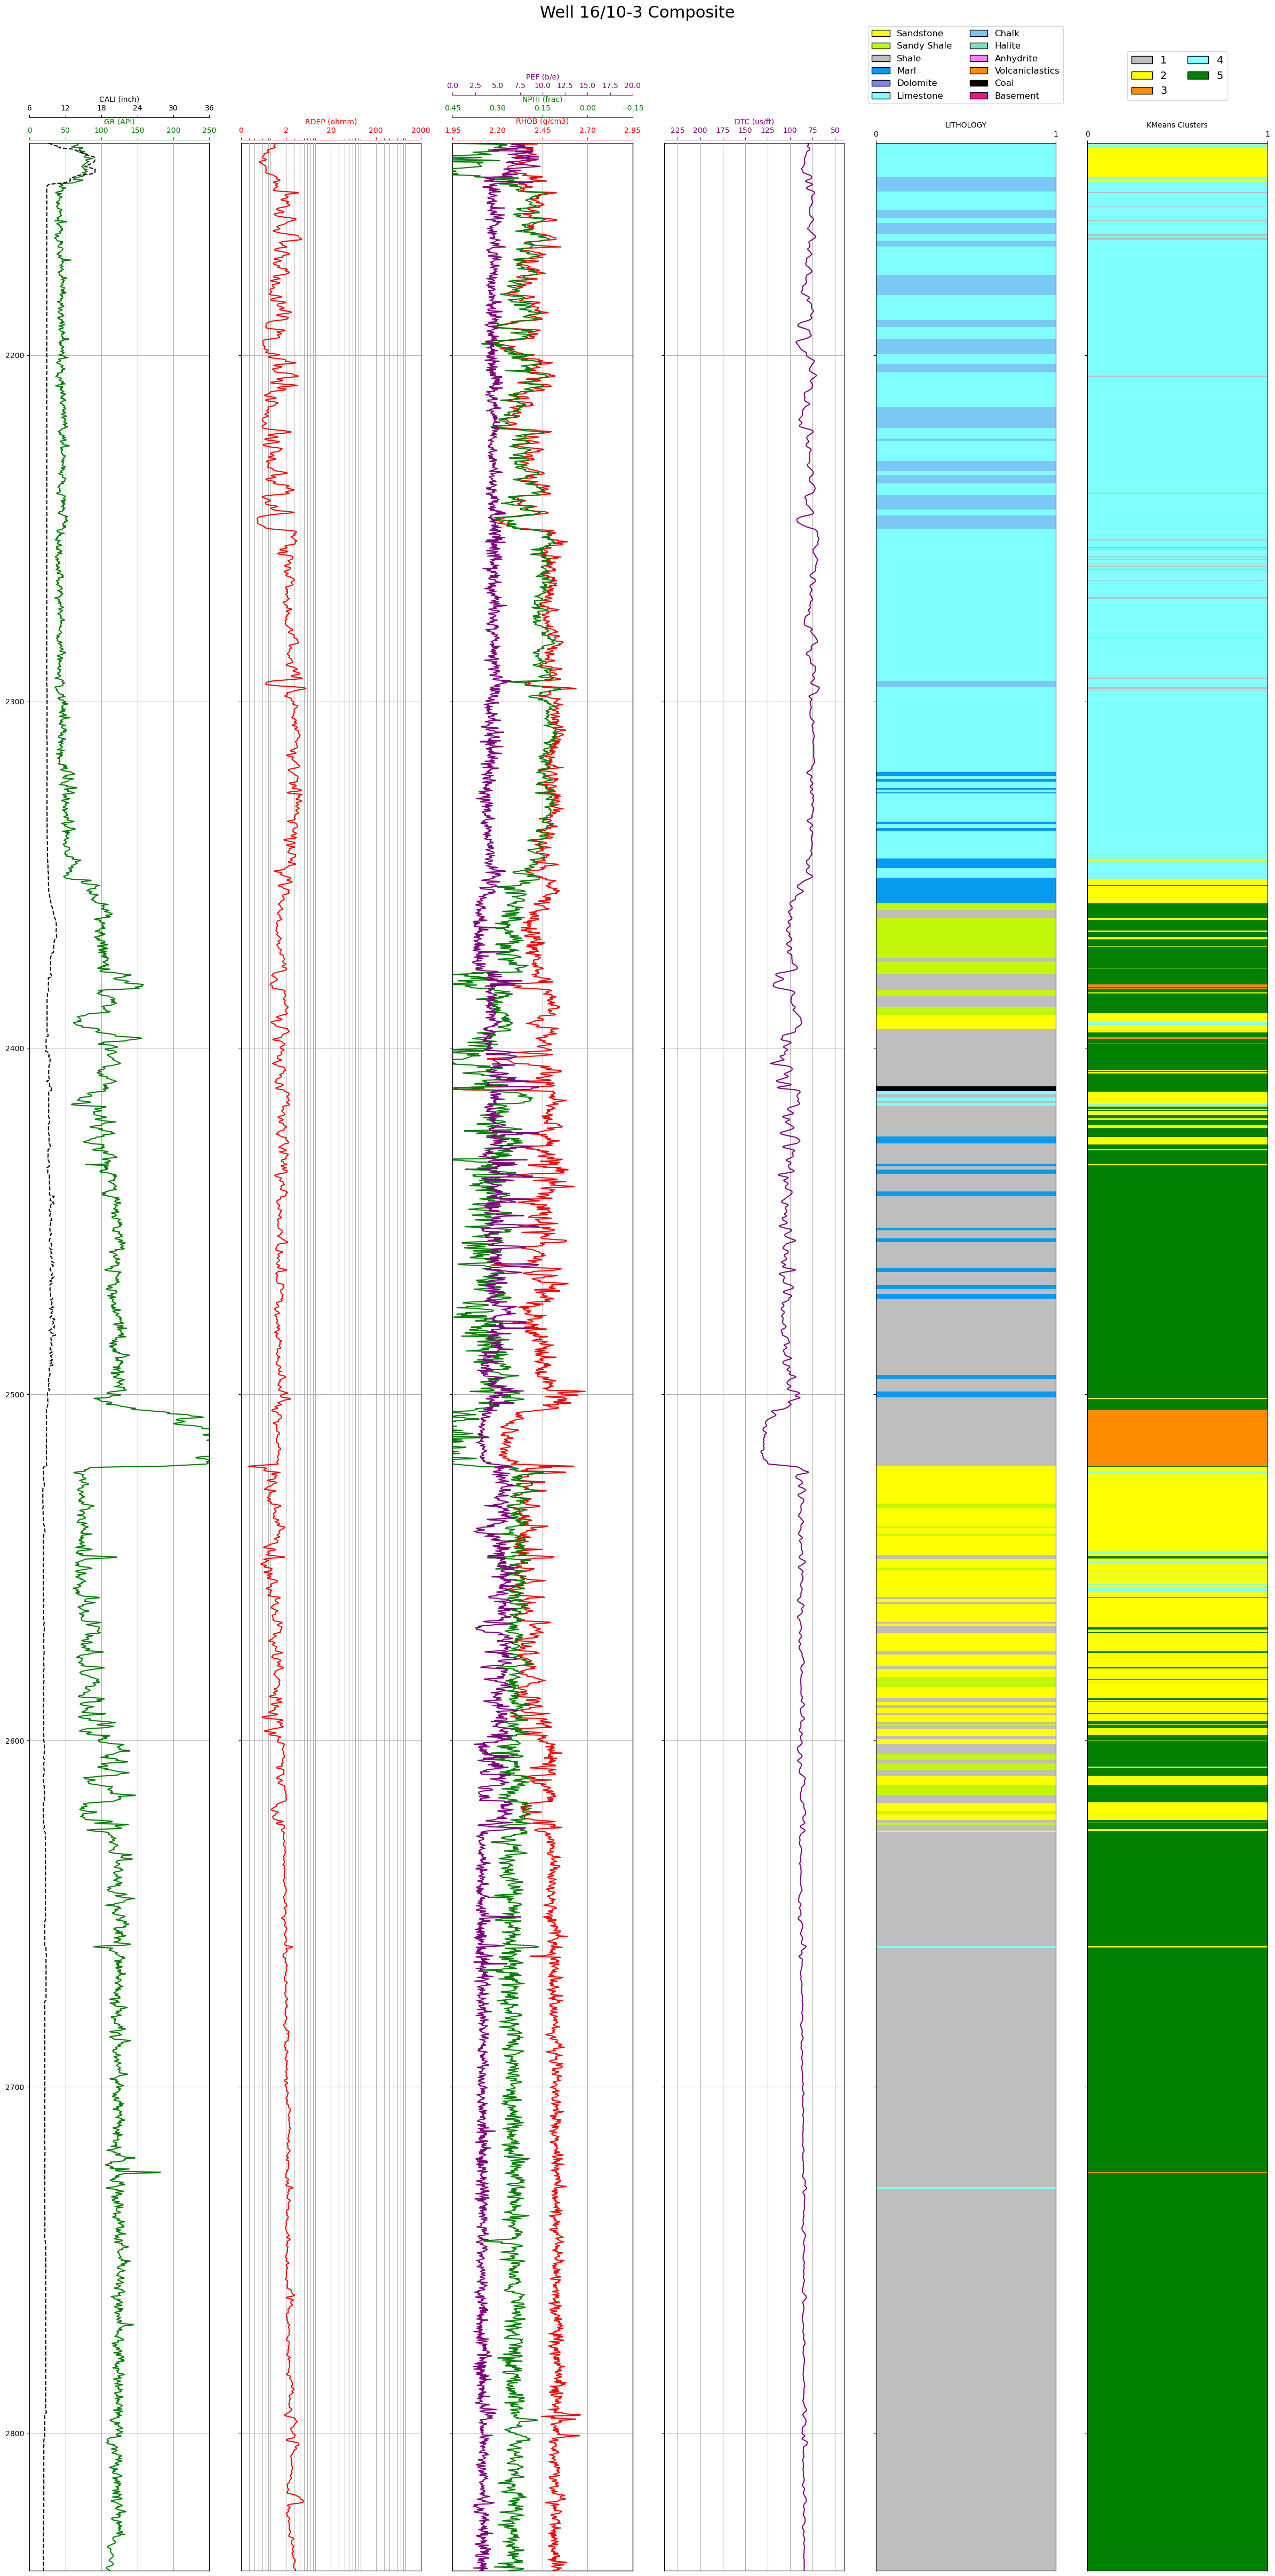 Well 16/10-3 Composite
Sandstone Chalk
Sandy Shale Halite
Shale Anhydrite
Marl Volcaniclastics
Dolomite Coal
Limestone Basement
1 4
2 5
3
PEF (b/e)
0.0 2.5 5.0 7.5 10.0 12.5 15.0 17.5 20.0
CALI (inch)
6 12 18 24 30 36
NPHI (frac)
0.45 0.30 0.15 0.00 −0.15
GR (API)
0 50 100 150 200 250
RDEP (ohmm)
0 2 20 200 2000
RHOB (g/cm3)
1.95 2.20 2.45 2.70 2.95
DTC (us/ft)
225 200 175 150 125 100 75 50
LITHOLOGY
0 1
KMeans Clusters
0 1
2200
2300
2400
2500
2600
2700
2800